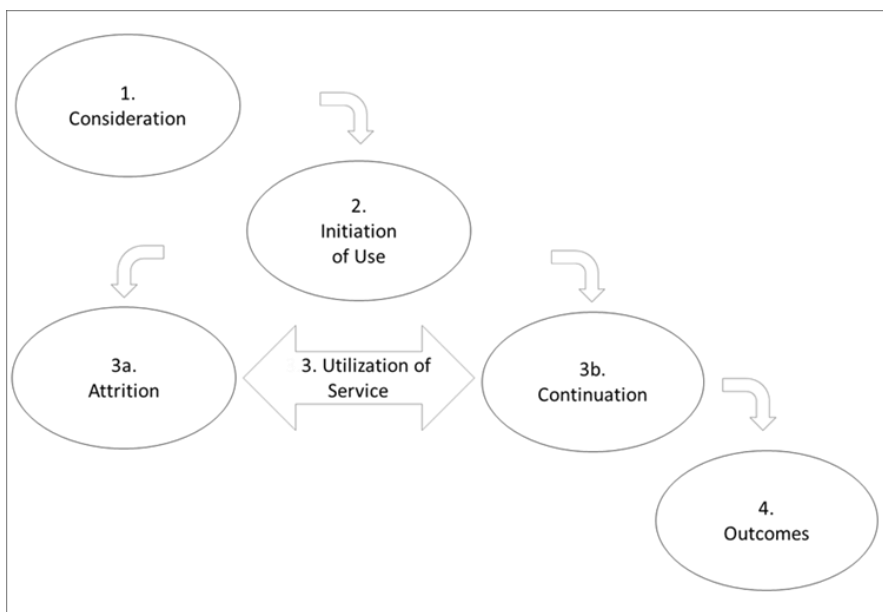 1.
Consideration
2.
Initiation
of Use
3a.
Attrition
3. Utilization of
Service
3b.
Continuation
4.
Outcomes